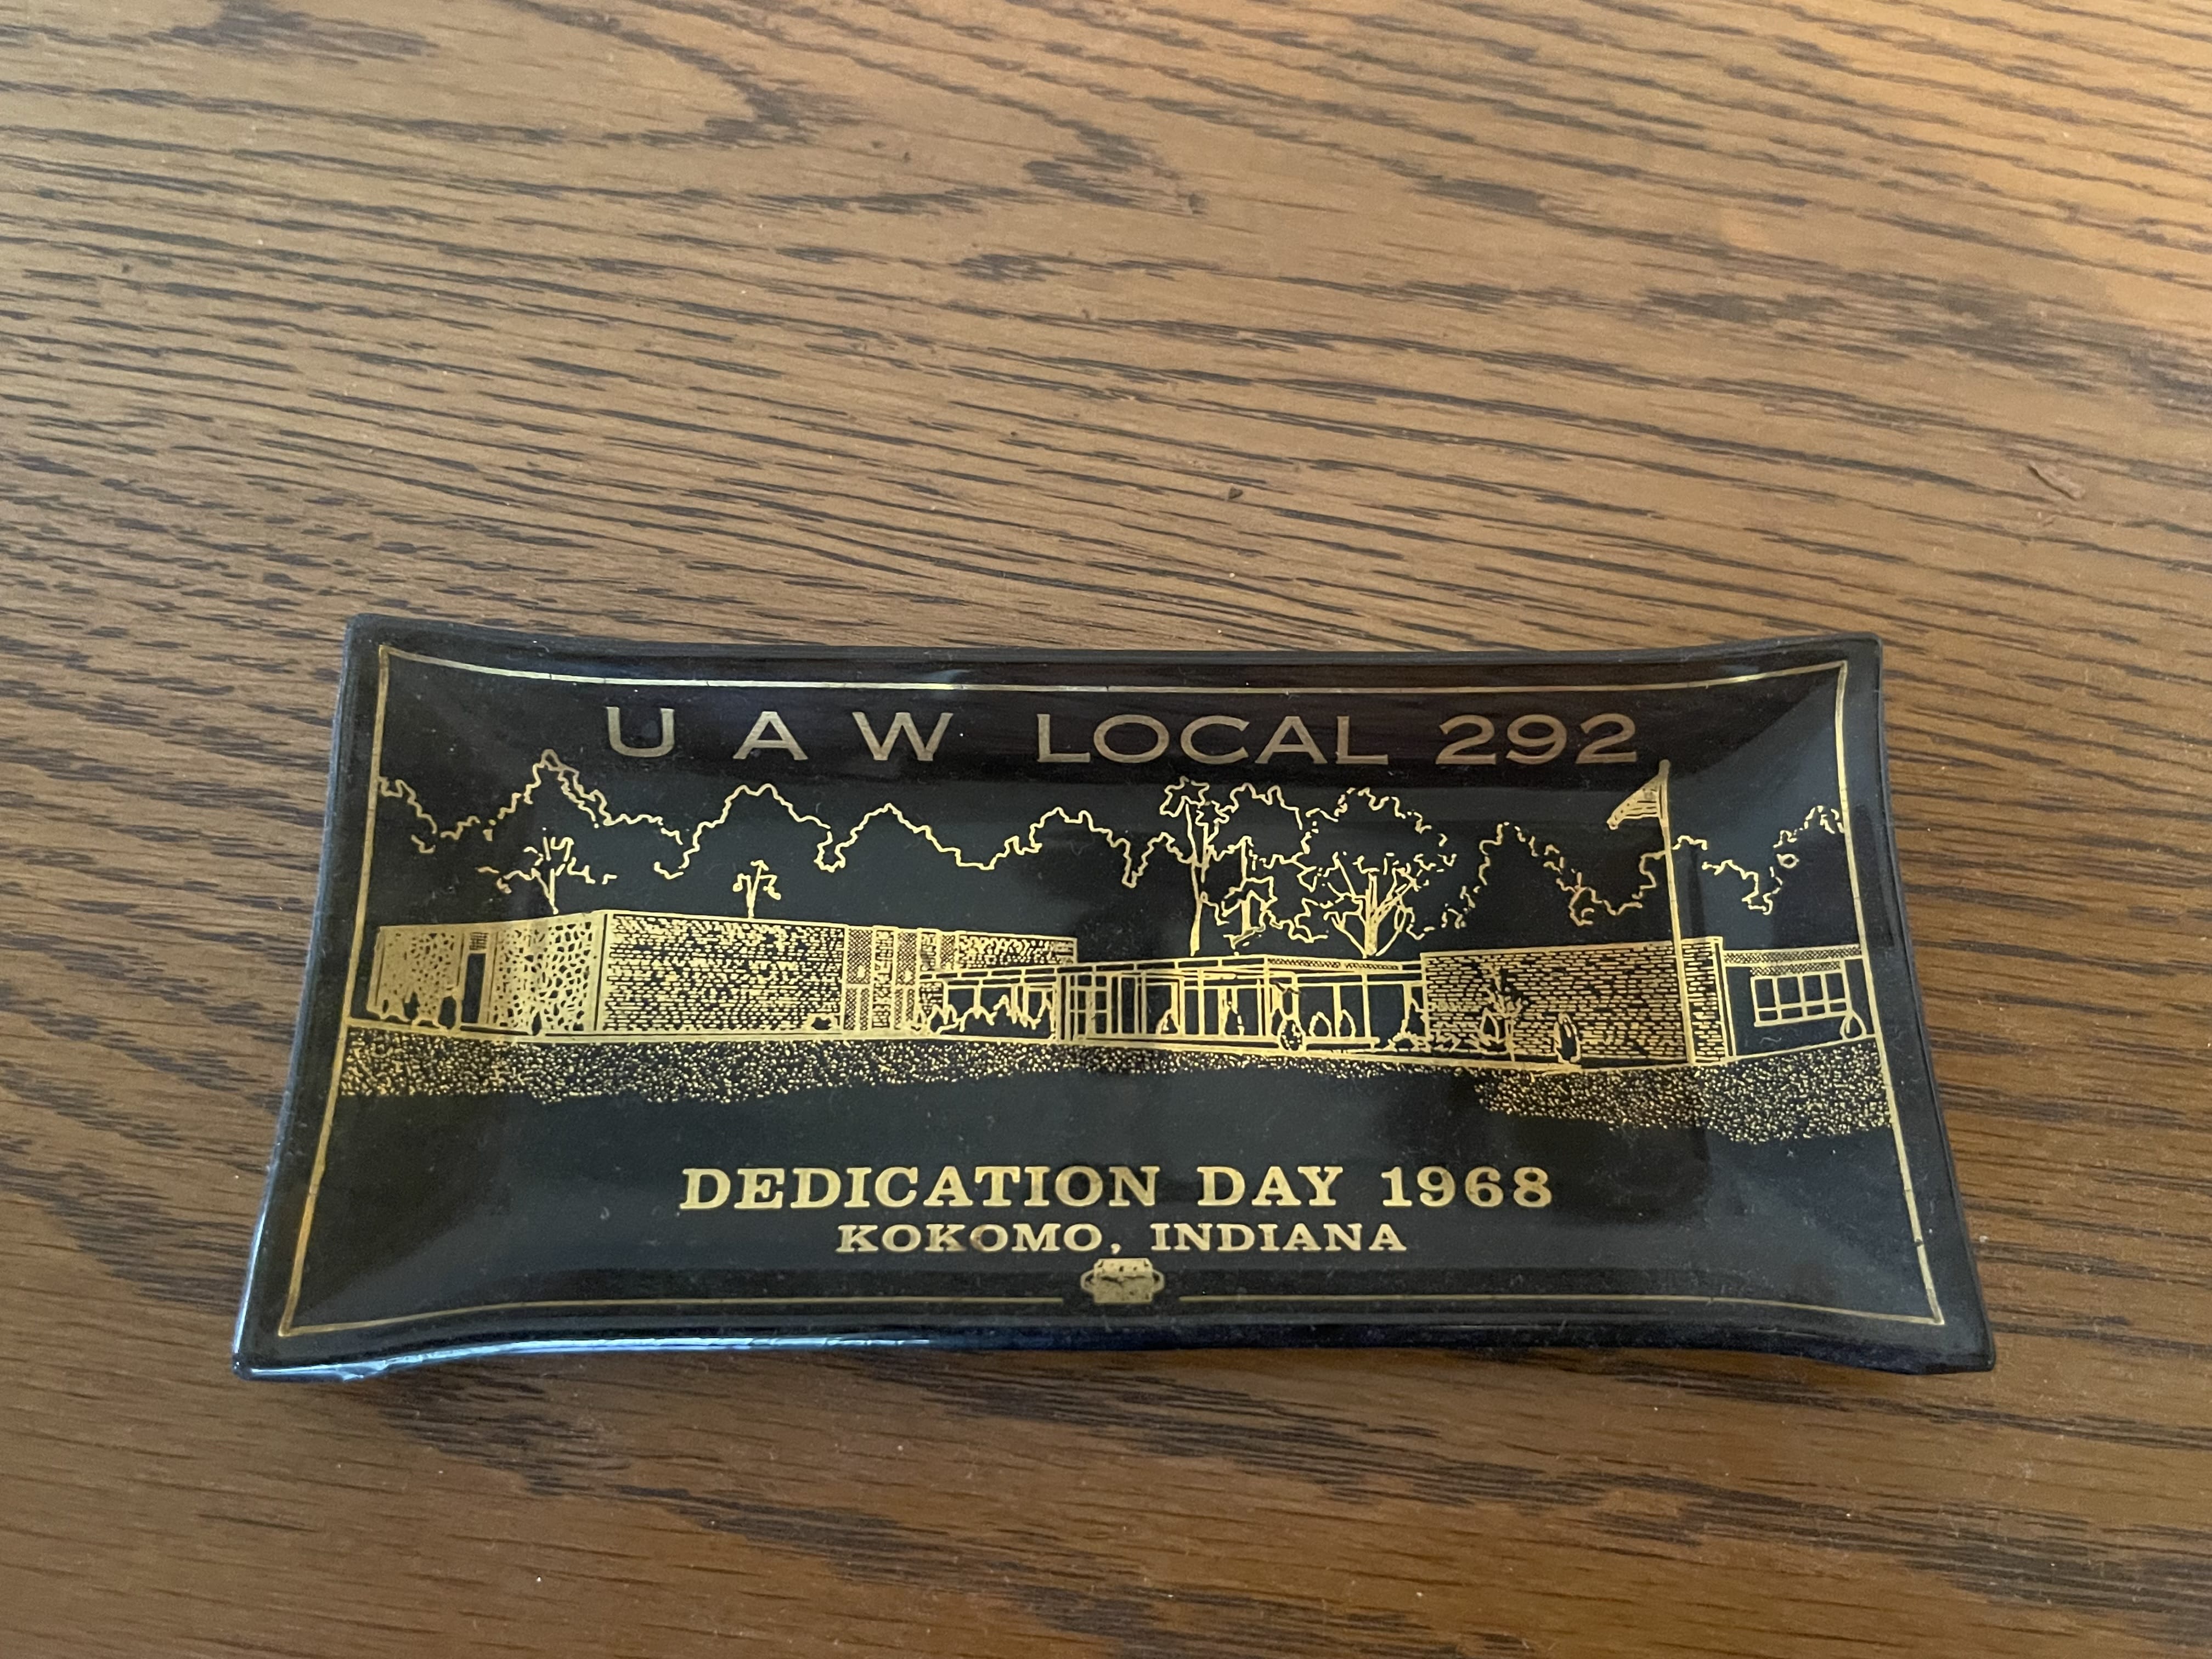 U A W LOCAL 292
DEDICATION DAY 1968
KOKOMO, INDIANA